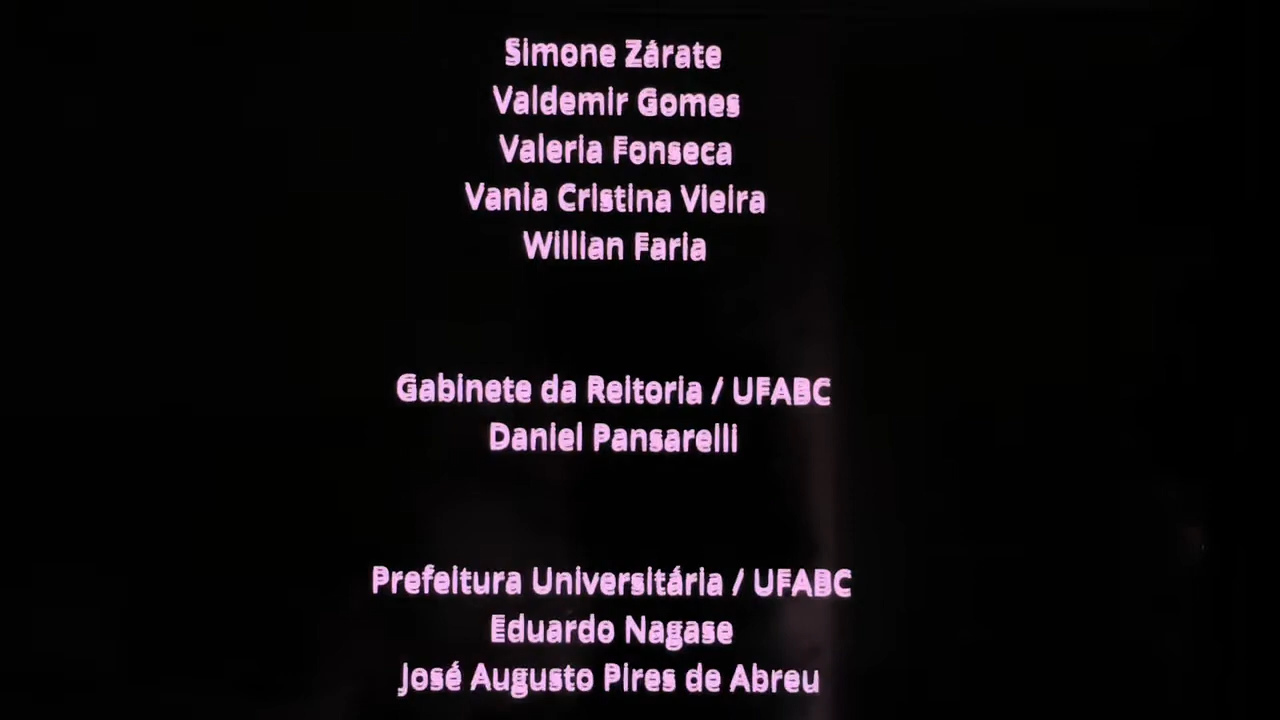 Simone Zárate
Valdemir Gomes
Valeria Fonseca
Vania Cristina Vieira
Willian Faria
Gabinete da Reitoria / UFABC
Daniel Pansarelli
Prefeitura Universitária / UFABC
Eduardo Nagase
José Augusto Pires de Abreu